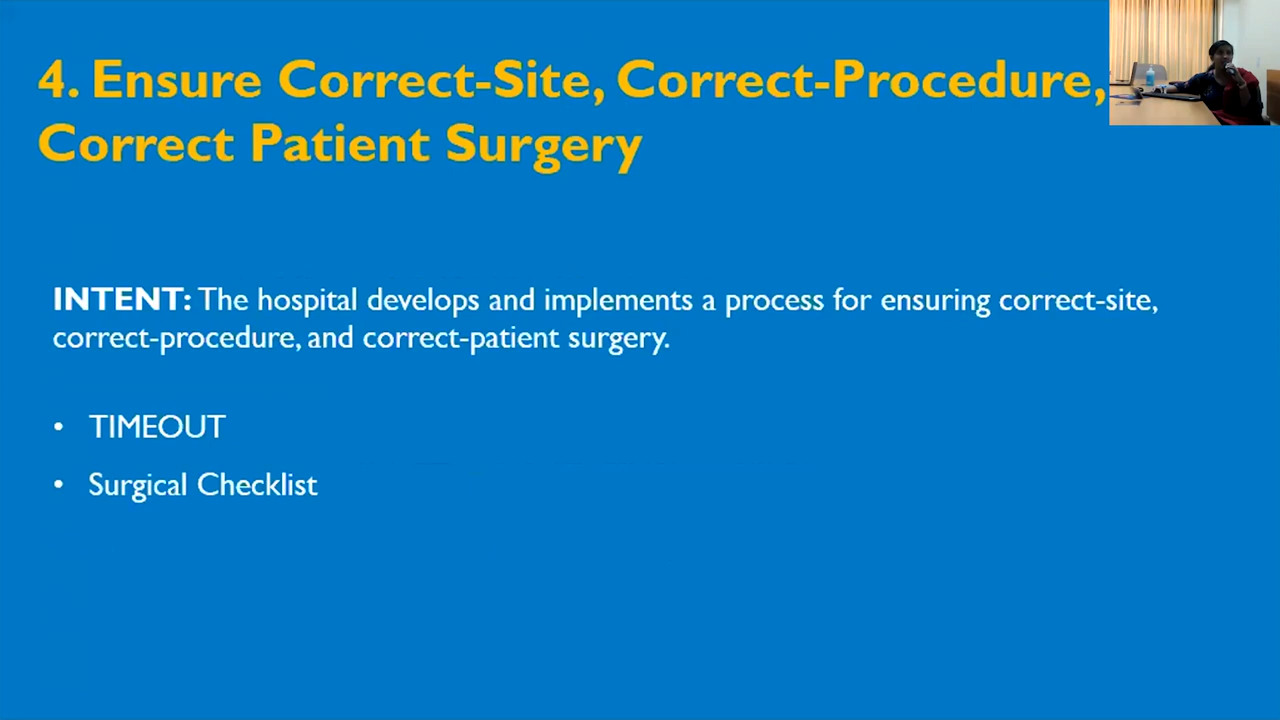 4. Ensure Correct-Site, Correct-Procedure,
Correct Patient Surgery
INTENT: The hospital develops and implements a process for ensuring correct-site,
correct-procedure, and correct-patient surgery.
• TIMEOUT
• Surgical Checklist